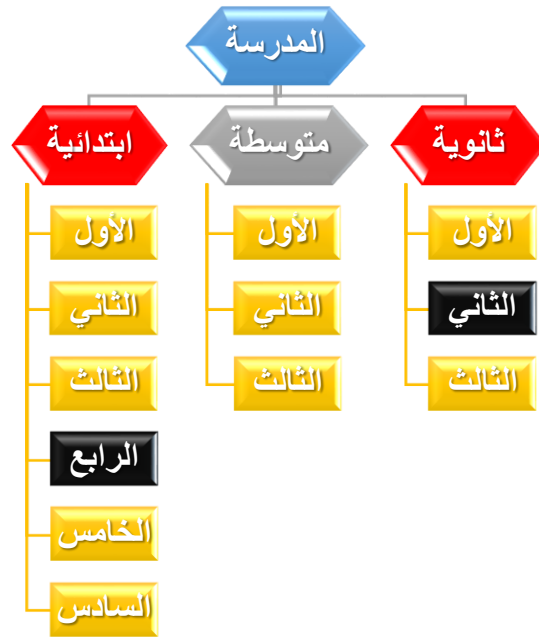 المدرسة
ثانوية
الأول
الثاني
الثالث
متوسطة
الأول
الثاني
الثالث
ابتدائية
الأول
الثاني
الثالث
الرابع
الخامس
السادس